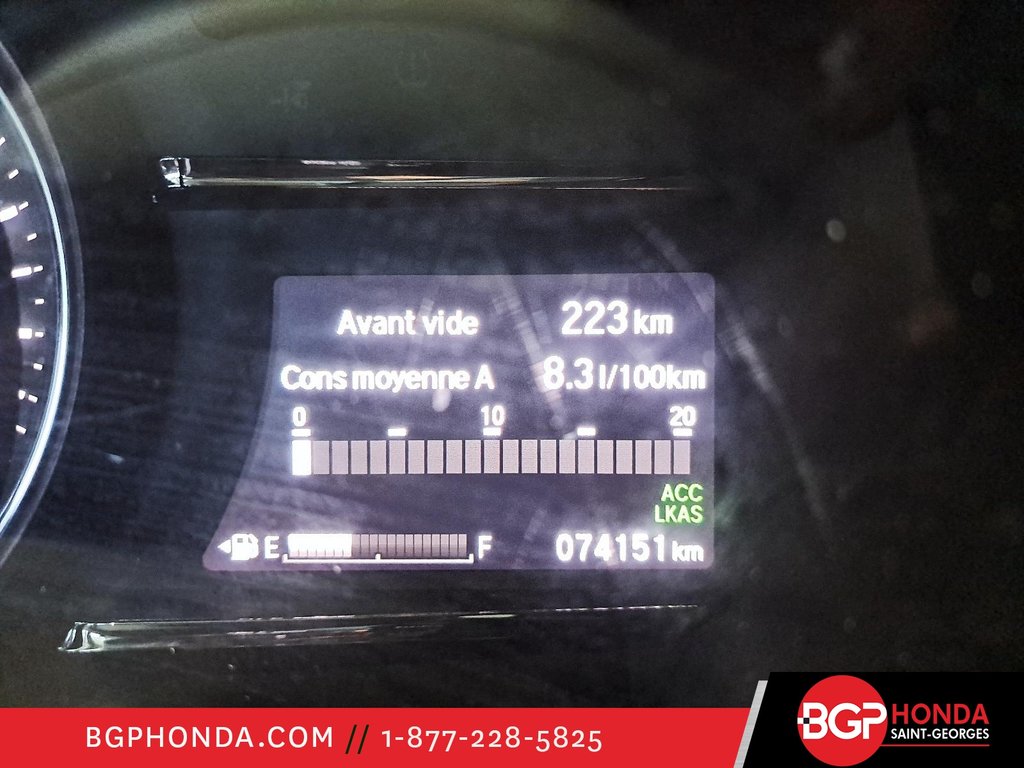 Avant vide 223 km
Cons moyenne A 8.3 l/100km
0 10 20
ACC
LKAS
E F 074151 km
BGPHONDA.COM // 1-877-228-5825
BGP HONDA
SAINT-GEORGES